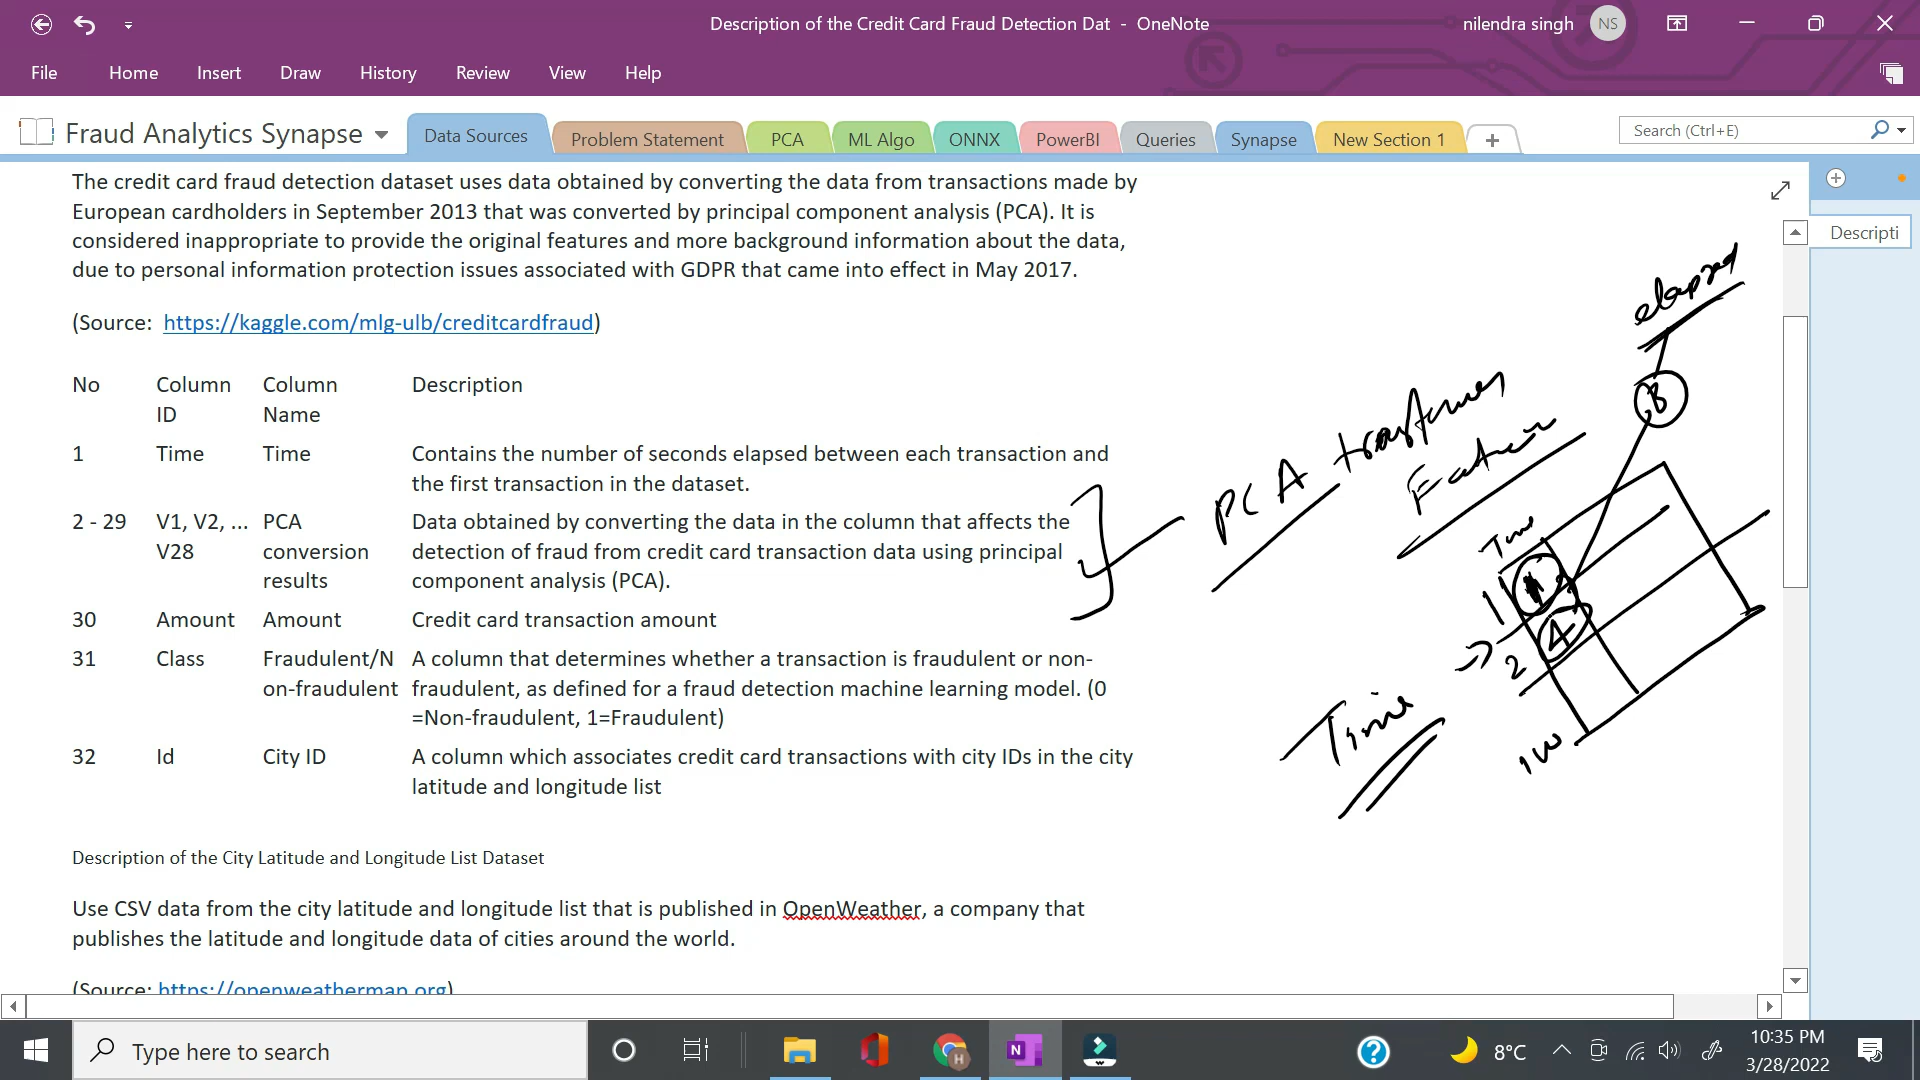 Description of the Credit Card Fraud Detection Dat - OneNote
nilendra singh
NS
File Home Insert Draw History Review View Help
Fraud Analytics Synapse
Data Sources Problem Statement PCA ML Algo ONNX PowerBI Queries Synapse New Section 1
Search (Ctrl+E)
Descripti
The credit card fraud detection dataset uses data obtained by converting the data from transactions made by
European cardholders in September 2013 that was converted by principal component analysis (PCA). It is
considered inappropriate to provide the original features and more background information about the data,
due to personal information protection issues associated with GDPR that came into effect in May 2017.
(Source: https://kaggle.com/mlg-ulb/creditcardfraud)
No Column ID Column Name Description
1 Time Time Contains the number of seconds elapsed between each transaction and
the first transaction in the dataset.
2 - 29 V1, V2, ... V28 PCA conversion results Data obtained by converting the data in the column that affects the
detection of fraud from credit card transaction data using principal
component analysis (PCA).
30 Amount Amount Credit card transaction amount
31 Class Fraudulent/N on-fraudulent A column that determines whether a transaction is fraudulent or non-
fraudulent, as defined for a fraud detection machine learning model. (0
=Non-fraudulent, 1=Fraudulent)
32 Id City ID A column which associates credit card transactions with city IDs in the city
latitude and longitude list
Description of the City Latitude and Longitude List Dataset
Use CSV data from the city latitude and longitude list that is published in OpenWeather, a company that
publishes the latitude and longitude data of cities around the world.
(Source: https://openweathermap.org)
elapsed
B
PCA
Time
1
A
2
Time
Type here to search
8°C
10:35 PM
3/28/2022